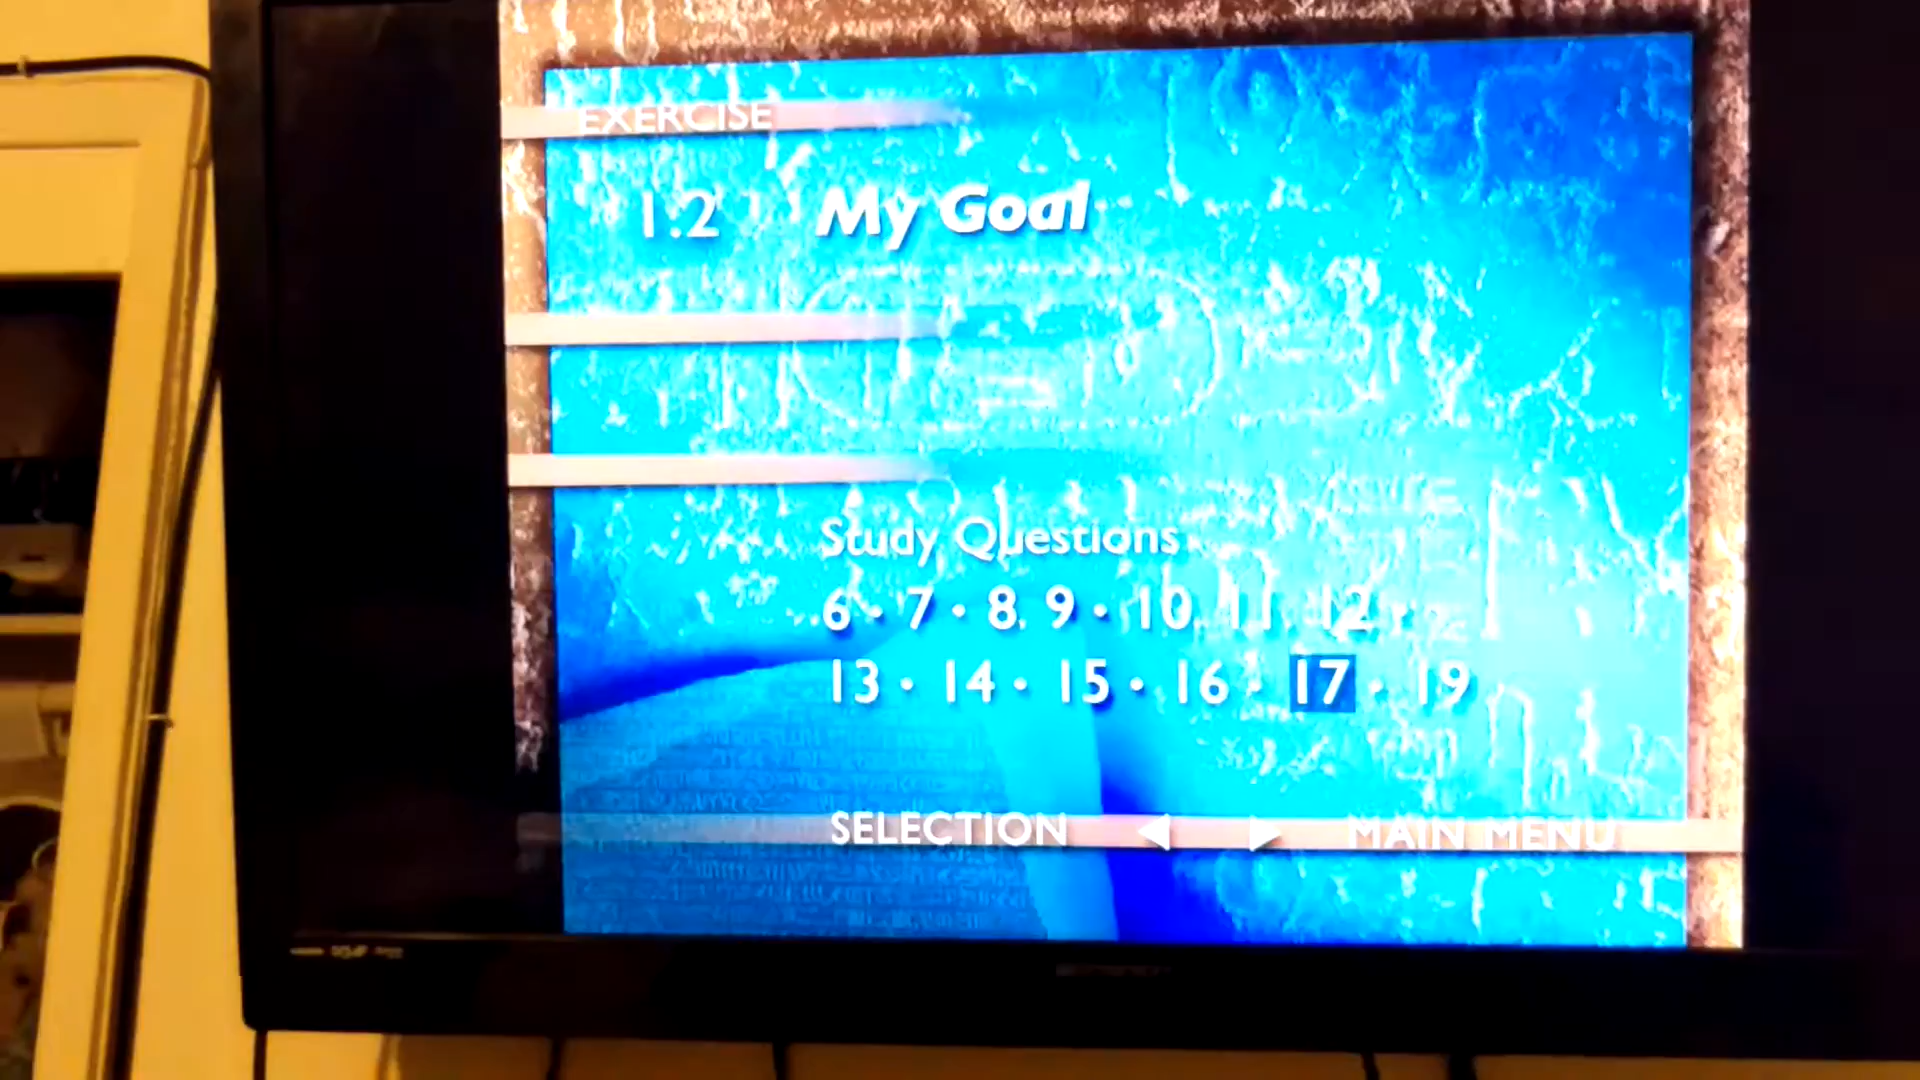 EXERCISE
1.2 My Goal
Study Questions
6 · 7 · 8 · 9 · 10 · 11 · 12 ·
13 · 14 · 15 · 16 · 17 · 19
SELECTION ◀ ▶ MAIN MENU